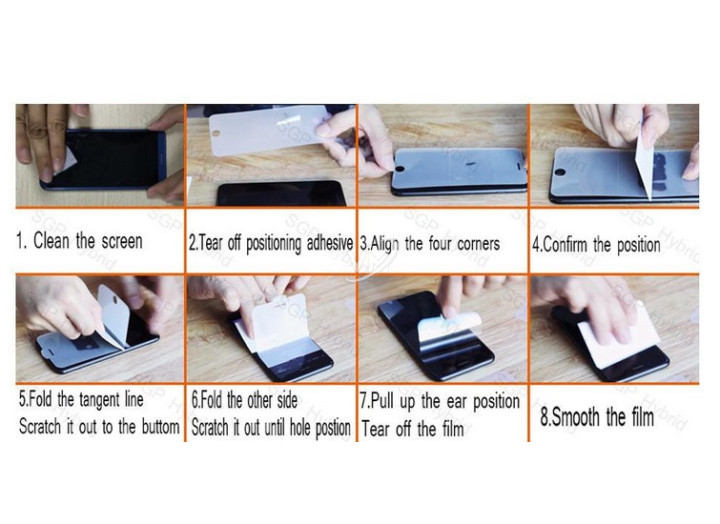 1. Clean the screen
2.Tear off positioning adhesive
3.Align the four corners
4.Confirm the position
5.Fold the tangent line
Scratch it out to the buttom
6.Fold the other side
Scratch it out until hole postion
7.Pull up the ear position
Tear off the film
8.Smooth the film
SGP Hybrid